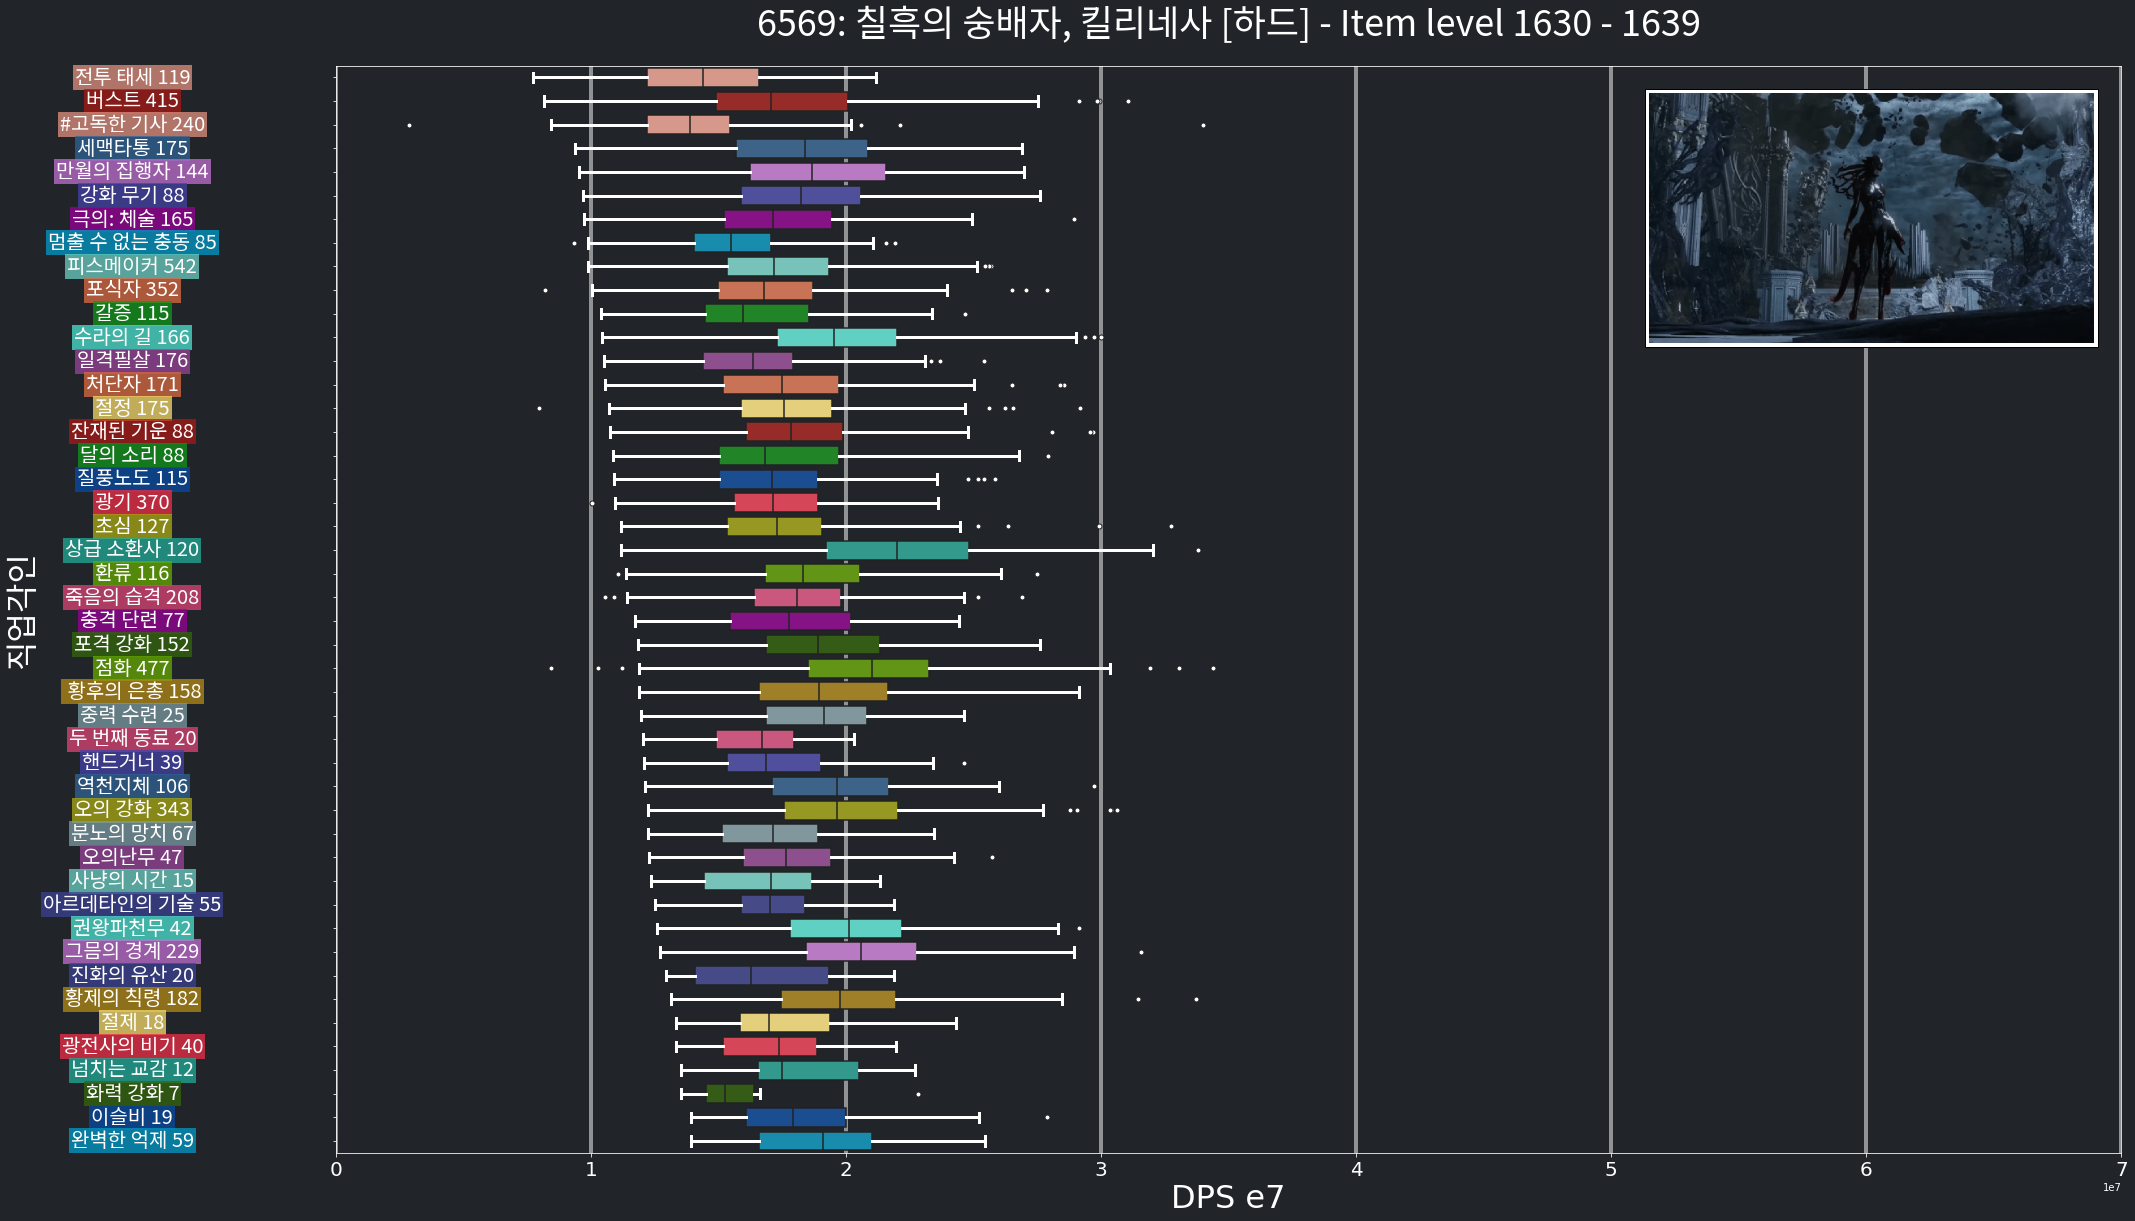 6569: 칠흑의 숭배자, 킬리네사 [하드] - Item level 1630 - 1639
전투 태세 119
버스트 415
#고독한 기사 240
세맥타통 175
만월의 집행자 144
강화 무기 88
극의: 체술 165
멈출 수 없는 충동 85
피스메이커 542
포식자 352
갈증 115
수라의 길 166
일격필살 176
처단자 171
절정 175
잔재된 기운 88
달의 소리 88
질풍노도 115
광기 370
초심 127
상급 소환사 120
환류 116
죽음의 습격 208
충격 단련 77
포격 강화 152
점화 477
황후의 은총 158
중력 수련 25
두 번째 동료 20
핸드거너 39
역천지체 106
오의 강화 343
분노의 망치 67
오의난무 47
사냥의 시간 15
아르데타인의 기술 55
권왕파천무 42
그믐의 경계 229
진화의 유산 20
황제의 칙령 182
절제 18
광전사의 비기 40
넘치는 교감 12
화력 강화 7
이슬비 19
완벽한 억제 59
직업각인
0 1 2 3 4 5 6 7
1e7
DPS e7